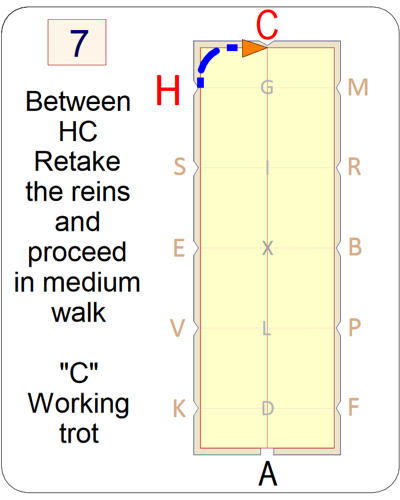 7
C
Between
HC
Retake
the reins
and
proceed
in medium
walk
"C"
Working
trot
H G M
S I R
E X B
V L P
K D F
A